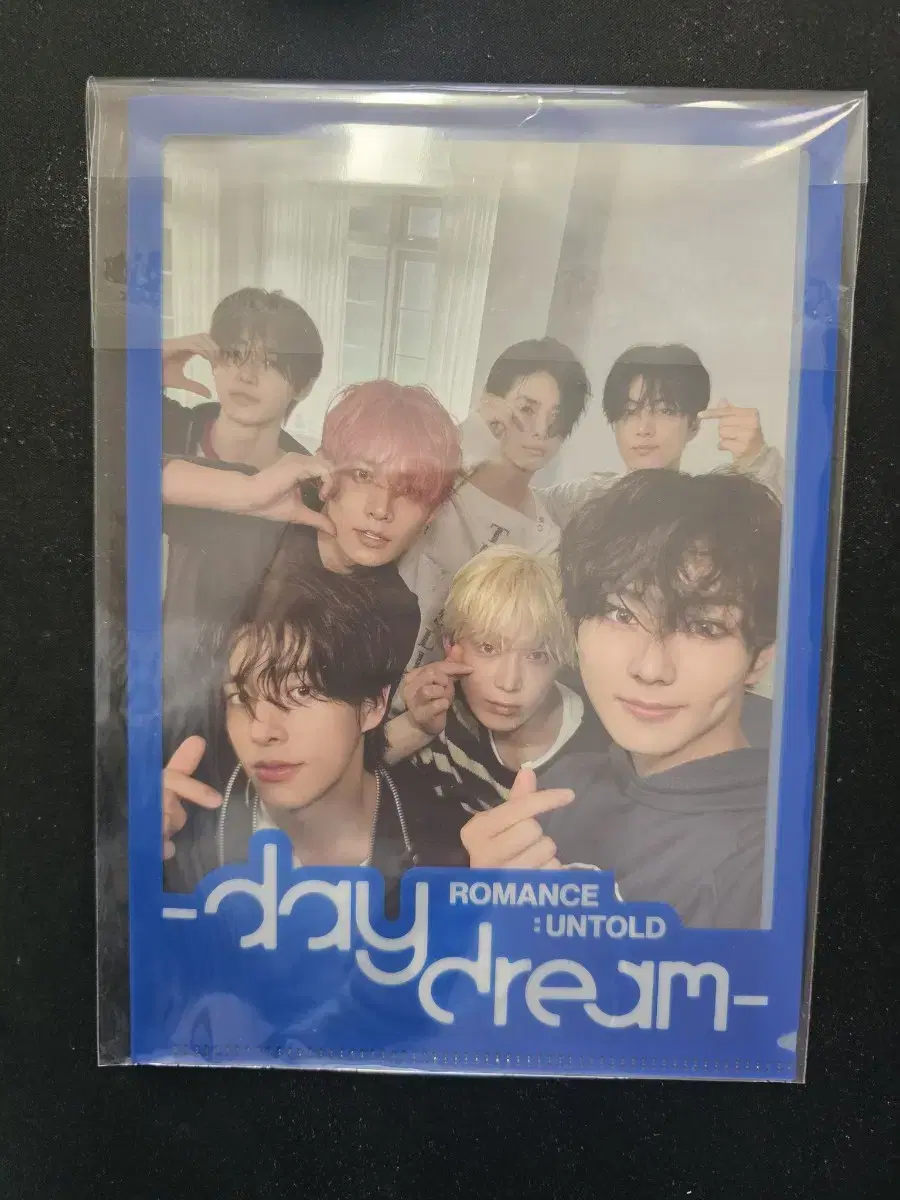 ROMANCE
: UNTOLD
-day
dream-